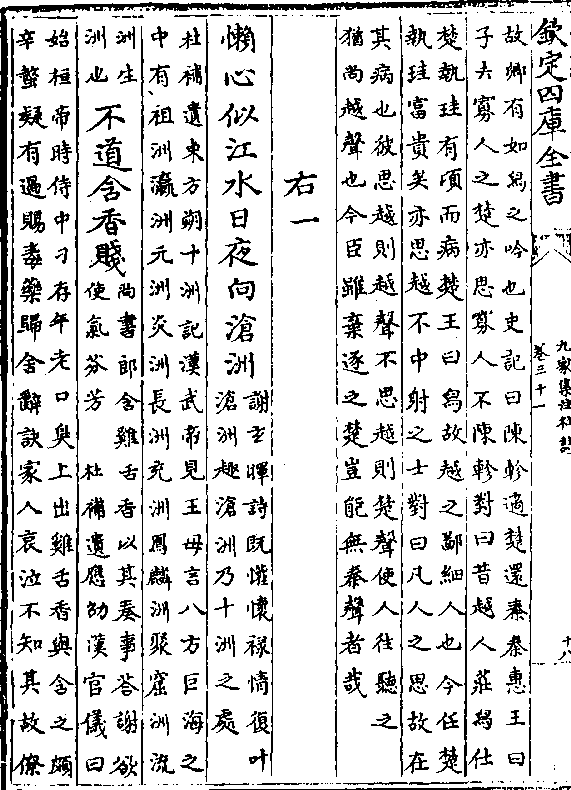 欽定四庫全書
九家集注杜詩
卷三十一
十八
故鄉有如舄之吟也史記曰陳軫適楚還秦秦惠王曰
子去寡人之楚亦思寡人不陳軫對曰昔越人莊舄仕
楚執珪有頃而病楚王曰舄故越之鄙細人也今仕楚
執珪富貴矣亦思越不中射之士對曰凡人之思故在
其病也彼思越則越聲不思越則楚聲使人往聽之
猶尚越聲也今臣雖棄逐之楚豈能無秦聲者哉
右一
懶心似江水日夜向滄洲謝玄暉詩既懽懷禄情復叶
滄洲趣滄洲乃十洲之處
杜補遺東方朔十洲記漢武帝見王母言八方巨海之
中有祖洲瀛洲元洲炎洲長洲元洲鳳麟洲聚窟洲流
洲生
洲也不道含香賤尚書郎含雞舌香以其奏事答謝欲
使氣芬芳 杜補遺應劭漢官儀曰
始桓帝時侍中刁存年老口臭上出雞舌香與含之頗
辛螫疑有過賜毒藥歸舍辭訣家人哀泣不知其故僚